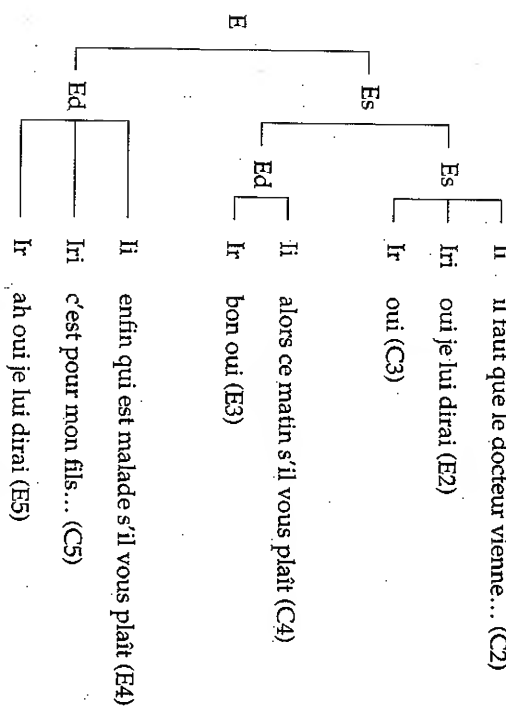 Ii il faut que le docteur vienne... (C2)
Es Iri oui je lui dirai (E2)
Ir oui (C3)
Es
Ii alors ce matin s'il vous plaît (C4)
Ed
E Ir bon oui (E3)
Ii enfin qui est malade s'il vous plaît (E4)
Ed Iri c'est pour mon fils... (C5)
Ir ah oui je lui dirai (E5)